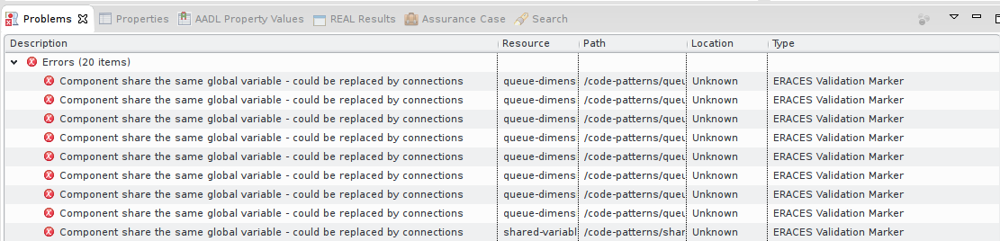 Problems Properties AADL Property Values REAL Results Assurance Case Search
Description Resource Path Location Type
Errors (20 items)
Component share the same global variable - could be replaced by connections queue-dimens /code-patterns/queu Unknown ERACES Validation Marker
Component share the same global variable - could be replaced by connections queue-dimens /code-patterns/queu Unknown ERACES Validation Marker
Component share the same global variable - could be replaced by connections queue-dimens /code-patterns/queu Unknown ERACES Validation Marker
Component share the same global variable - could be replaced by connections queue-dimens /code-patterns/queu Unknown ERACES Validation Marker
Component share the same global variable - could be replaced by connections queue-dimens /code-patterns/queu Unknown ERACES Validation Marker
Component share the same global variable - could be replaced by connections queue-dimens /code-patterns/queu Unknown ERACES Validation Marker
Component share the same global variable - could be replaced by connections queue-dimens /code-patterns/queu Unknown ERACES Validation Marker
Component share the same global variable - could be replaced by connections queue-dimens /code-patterns/queu Unknown ERACES Validation Marker
Component share the same global variable - could be replaced by connections shared-variabl /code-patterns/shar Unknown ERACES Validation Marker